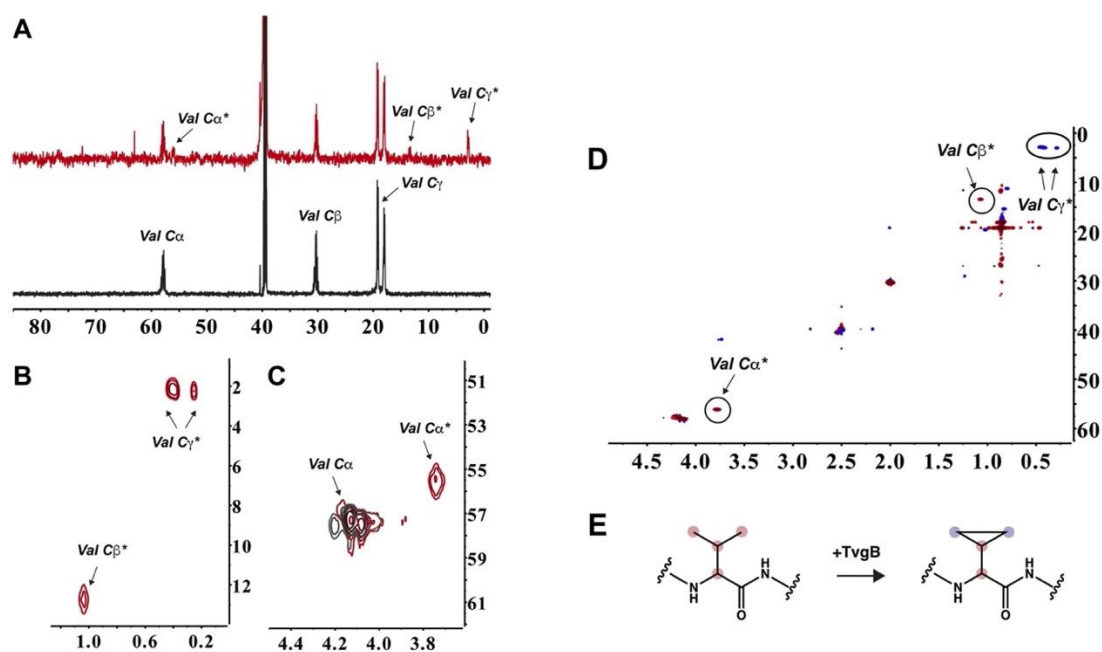 A
Val Cα*
Val Cβ*
Val Cγ*
Val Cα
Val Cβ
Val Cγ
80 70 60 50 40 30 20 10 0
B
Val Cγ*
Val Cβ*
2
4
6
8
10
12
1.0 0.6 0.2
C
Val Cα
Val Cα*
51
53
55
57
59
61
4.4 4.2 4.0 3.8
D
Val Cβ*
Val Cγ*
Val Cα*
0
10
20
30
40
50
60
4.5 4.0 3.5 3.0 2.5 2.0 1.5 1.0 0.5
E
+TvgB
N
H
H
N
O
N
H
H
N
O